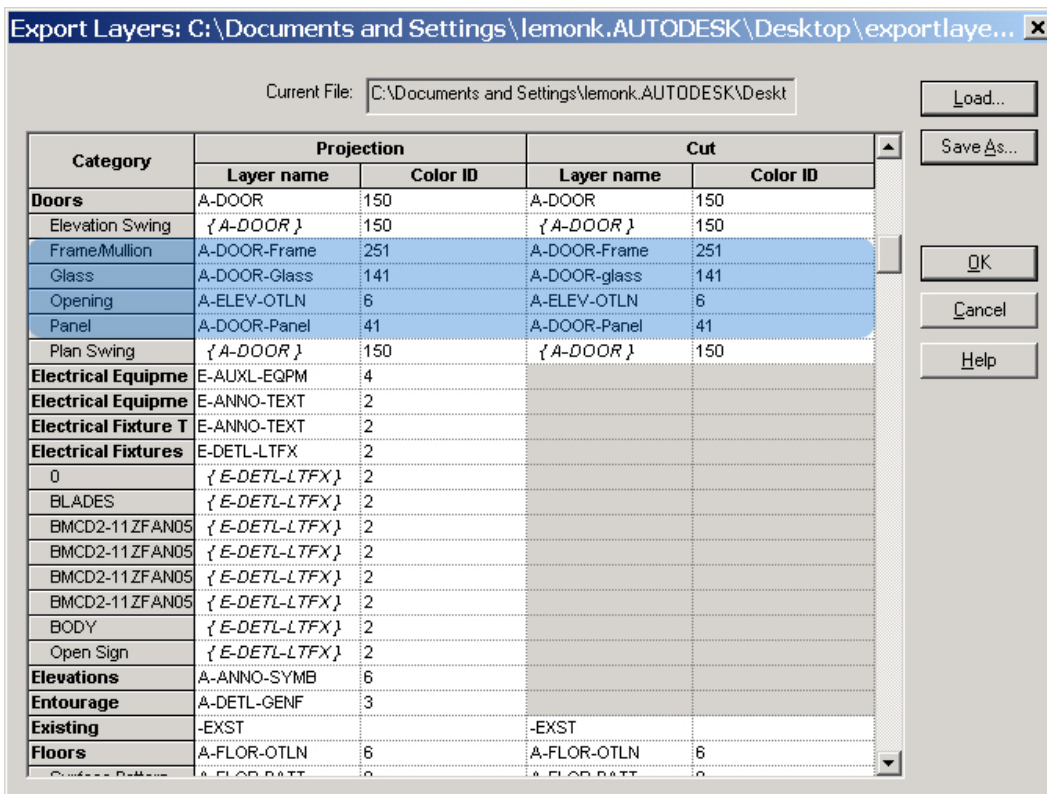 Export Layers: C:\Documents and Settings\lemonk.AUTODESK\Desktop\exportlaye...
Current File: C:\Documents and Settings\lemonk.AUTODESK\Deskt
Load...
Save As...
OK
Cancel
Help
Category Projection Cut
Layer name Color ID Layer name Color ID
Doors A-DOOR 150 A-DOOR 150
Elevation Swing { A-DOOR } 150 { A-DOOR } 150
Frame/Mullion A-DOOR-Frame 251 A-DOOR-Frame 251
Glass A-DOOR-Glass 141 A-DOOR-glass 141
Opening A-ELEV-OTLN 6 A-ELEV-OTLN 6
Panel A-DOOR-Panel 41 A-DOOR-Panel 41
Plan Swing { A-DOOR } 150 { A-DOOR } 150
Electrical Equipme E-AUXL-EQPM 4
Electrical Equipme E-ANNO-TEXT 2
Electrical Fixture T E-ANNO-TEXT 2
Electrical Fixtures E-DETL-LTFX 2
0 { E-DETL-LTFX } 2
BLADES { E-DETL-LTFX } 2
BMCD2-11ZFAN05 { E-DETL-LTFX } 2
BMCD2-11ZFAN05 { E-DETL-LTFX } 2
BMCD2-11ZFAN05 { E-DETL-LTFX } 2
BMCD2-11ZFAN05 { E-DETL-LTFX } 2
BODY { E-DETL-LTFX } 2
Open Sign { E-DETL-LTFX } 2
Elevations A-ANNO-SYMB 6
Entourage A-DETL-GENF 3
Existing -EXST -EXST
Floors A-FLOR-OTLN 6 A-FLOR-OTLN 6